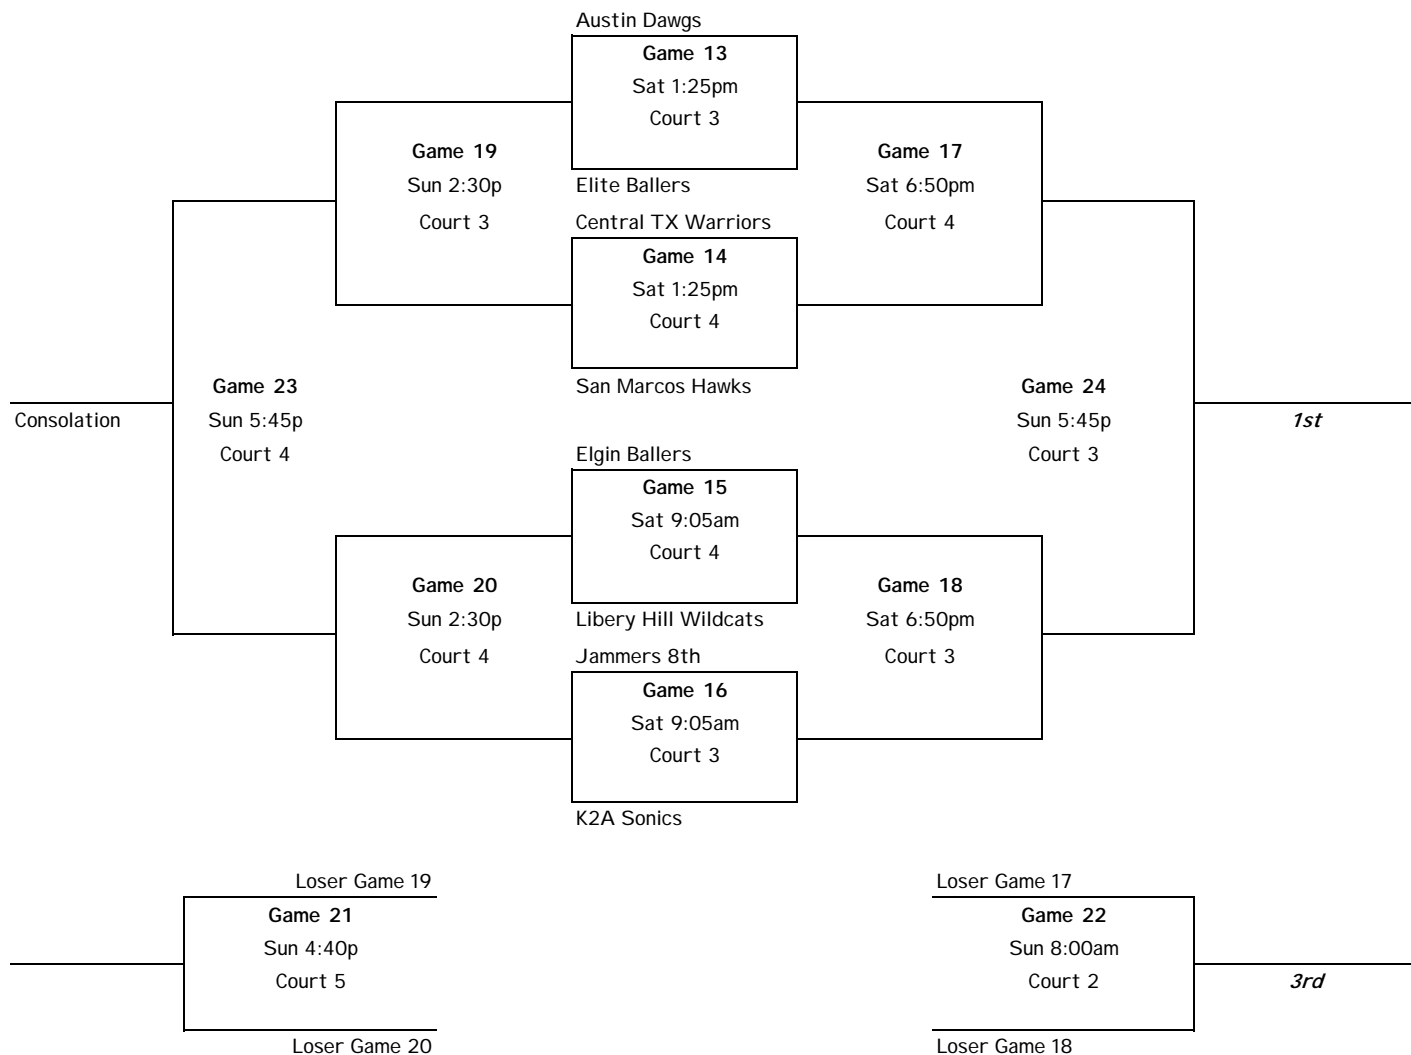 Austin Dawgs
Game 13
Sat 1:25pm
Court 3
Game 19
Game 17
Sun 2:30p
Elite Ballers
Sat 6:50pm
Court 3
Central TX Warriors
Court 4
Game 14
Sat 1:25pm
Court 4
Game 23
San Marcos Hawks
Game 24
Consolation
Sun 5:45p
Sun 5:45p
1st
Court 4
Elgin Ballers
Court 3
Game 15
Sat 9:05am
Court 4
Game 20
Game 18
Sun 2:30p
Libery Hill Wildcats
Sat 6:50pm
Court 4
Jammers 8th
Court 3
Game 16
Sat 9:05am
Court 3
K2A Sonics
Loser Game 19
Loser Game 17
Game 21
Game 22
Sun 4:40p
Sun 8:00am
Court 5
Court 2
3rd
Loser Game 20
Loser Game 18